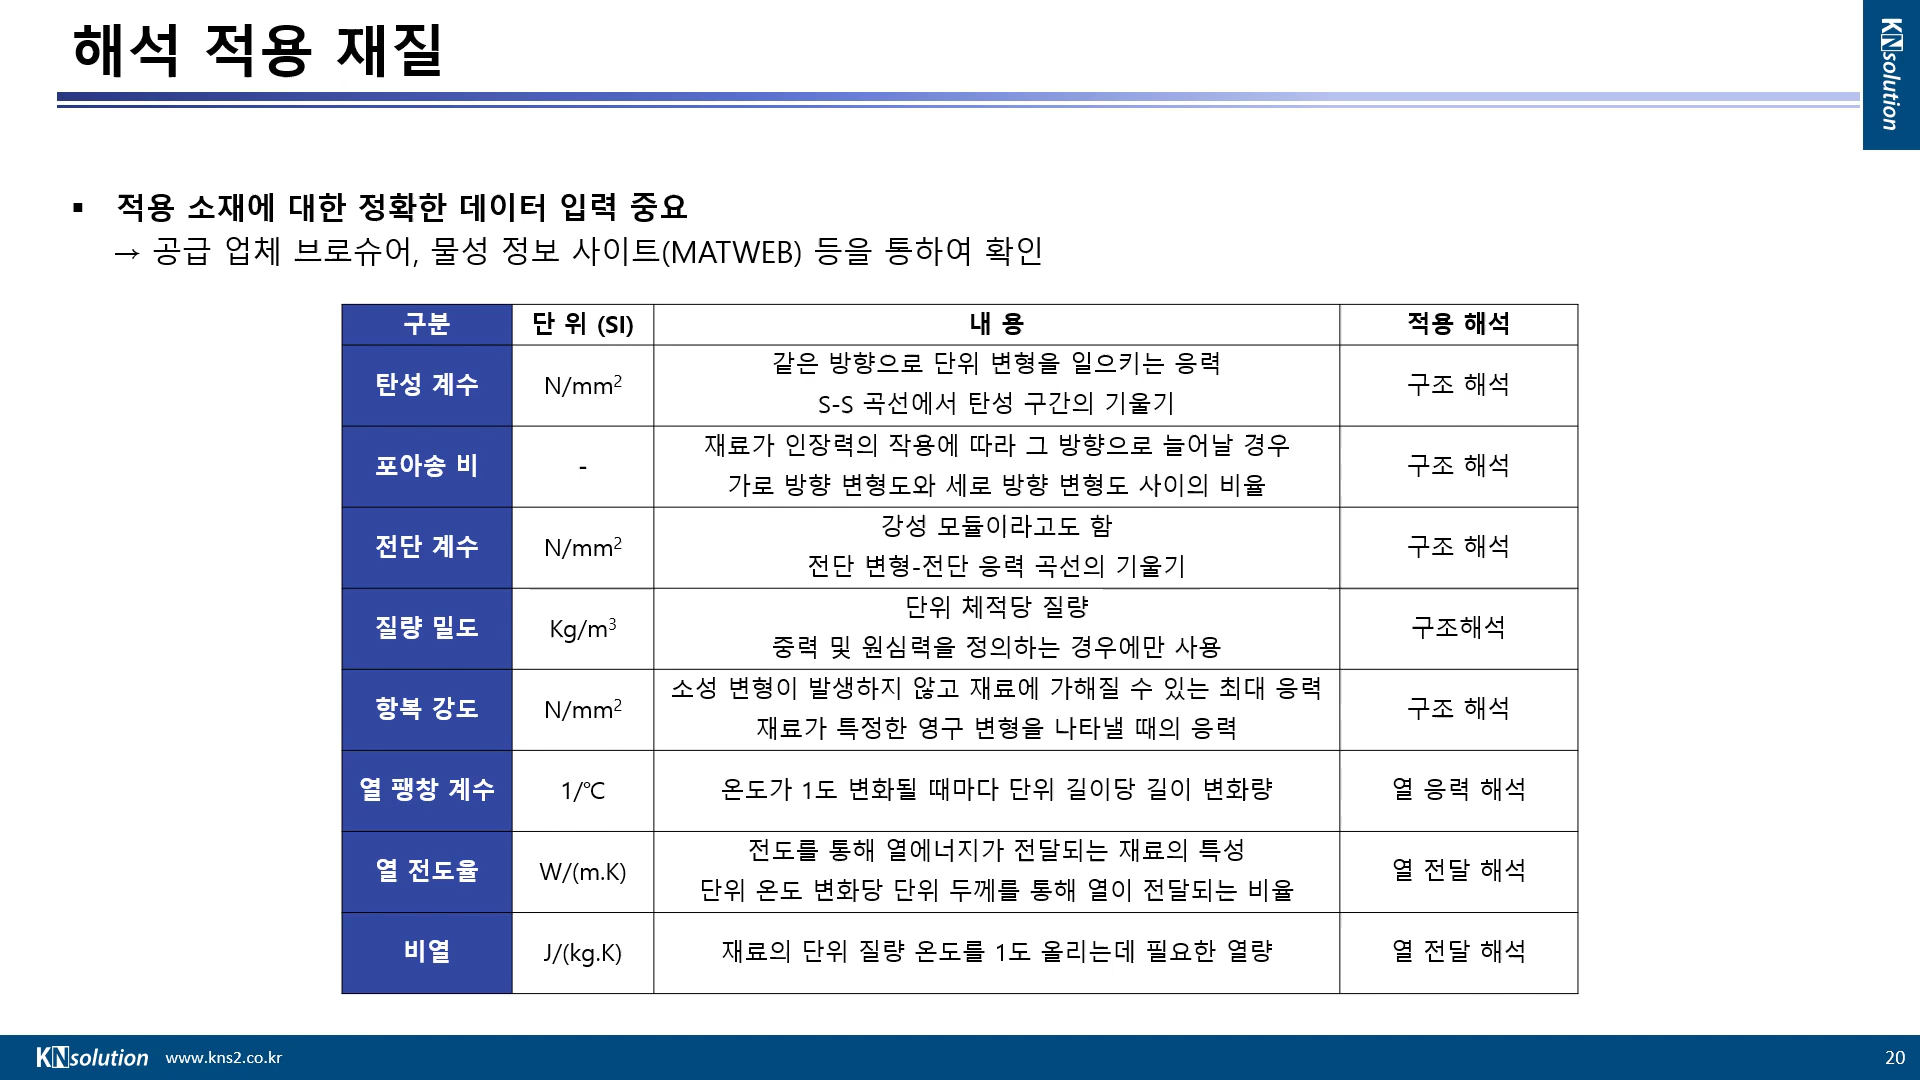 해석 적용 재질
KNsolution
▪ 적용 소재에 대한 정확한 데이터 입력 중요
→ 공급 업체 브로슈어, 물성 정보 사이트(MATWEB) 등을 통하여 확인
구분 단 위 (SI) 내 용 적용 해석
탄성 계수 N/mm² 같은 방향으로 단위 변형을 일으키는 응력
S-S 곡선에서 탄성 구간의 기울기 구조 해석
포아송 비 - 재료가 인장력의 작용에 따라 그 방향으로 늘어날 경우
가로 방향 변형도와 세로 방향 변형도 사이의 비율 구조 해석
전단 계수 N/mm² 강성 모듈이라고도 함
전단 변형-전단 응력 곡선의 기울기 구조 해석
질량 밀도 Kg/m³ 단위 체적당 질량
중력 및 원심력을 정의하는 경우에만 사용 구조해석
항복 강도 N/mm² 소성 변형이 발생하지 않고 재료에 가해질 수 있는 최대 응력
재료가 특정한 영구 변형을 나타낼 때의 응력 구조 해석
열 팽창 계수 1/℃ 온도가 1도 변화될 때마다 단위 길이당 길이 변화량 열 응력 해석
열 전도율 W/(m.K) 전도를 통해 열에너지가 전달되는 재료의 특성
단위 온도 변화당 단위 두께를 통해 열이 전달되는 비율 열 전달 해석
비열 J/(kg.K) 재료의 단위 질량 온도를 1도 올리는데 필요한 열량 열 전달 해석
KNsolution www.kns2.co.kr 20